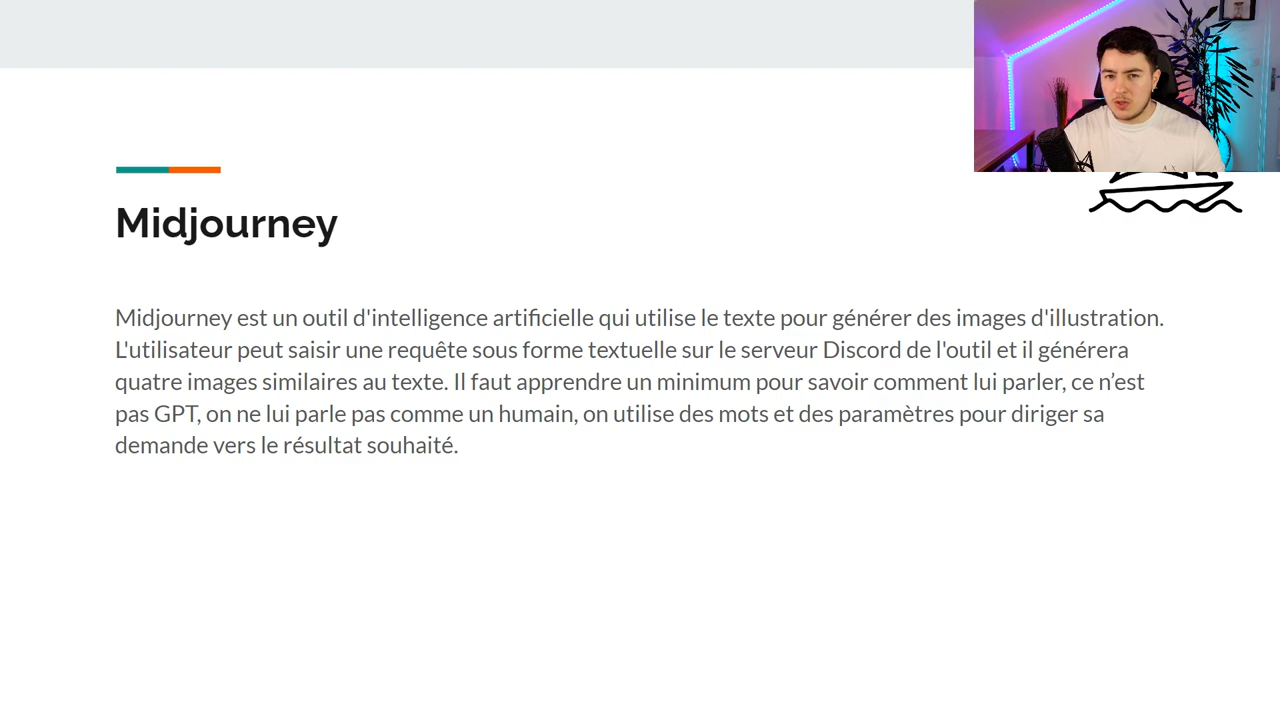 Midjourney
Midjourney est un outil d'intelligence artificielle qui utilise le texte pour générer des images d'illustration.
L'utilisateur peut saisir une requête sous forme textuelle sur le serveur Discord de l'outil et il générera
quatre images similaires au texte. Il faut apprendre un minimum pour savoir comment lui parler, ce n’est
pas GPT, on ne lui parle pas comme un humain, on utilise des mots et des paramètres pour diriger sa
demande vers le résultat souhaité.